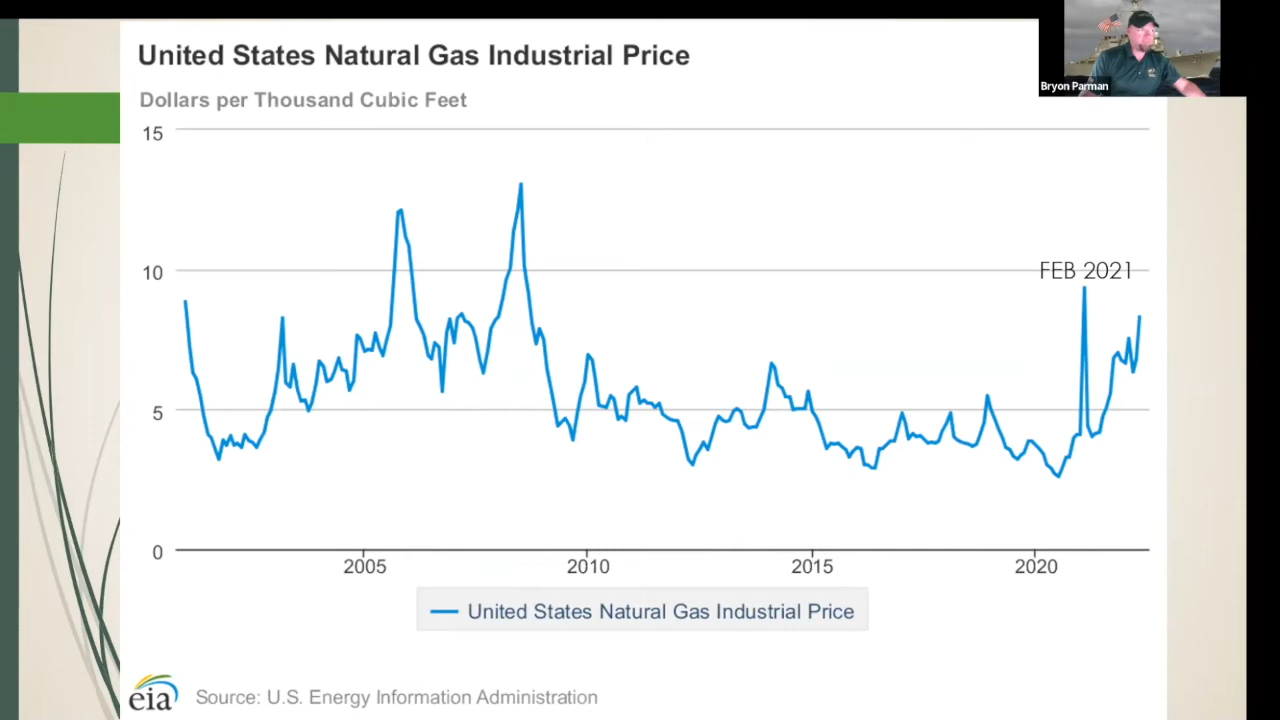 United States Natural Gas Industrial Price
Dollars per Thousand Cubic Feet
Bryon Parman
15
10
FEB 2021
5
0
2005 2010 2015 2020
United States Natural Gas Industrial Price
eia Source: U.S. Energy Information Administration